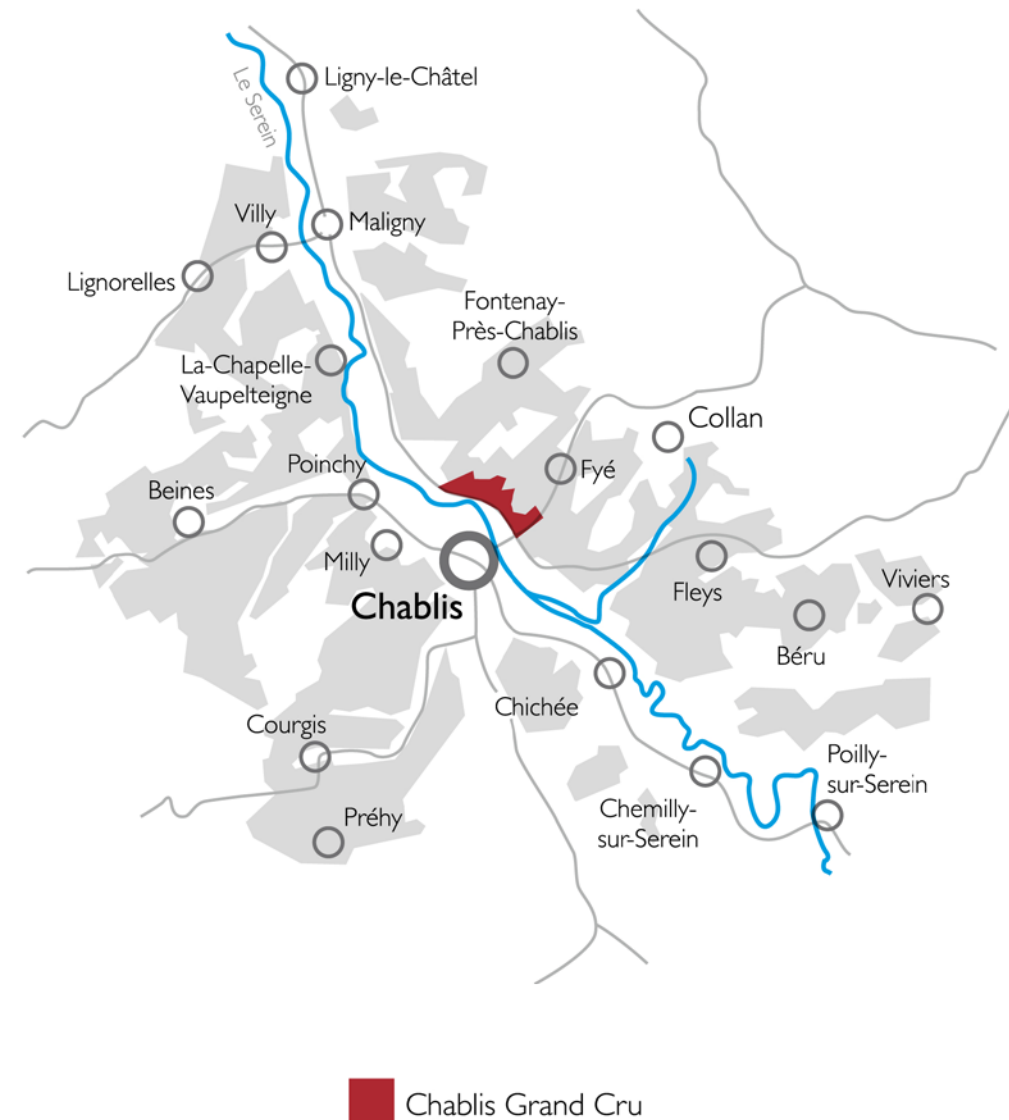 Ligny-le-Châtel
Le Serein
Villy
Maligny
Lignorelles
Fontenay-
Près-Chablis
La-Chapelle-
Vaupelteigne
Collan
Poinchy
Fyé
Beines
Milly
Fleys
Viviers
Chablis
Béru
Chichée
Courgis
Poilly-
sur-Serein
Chemilly-
sur-Serein
Préhy
Chablis Grand Cru